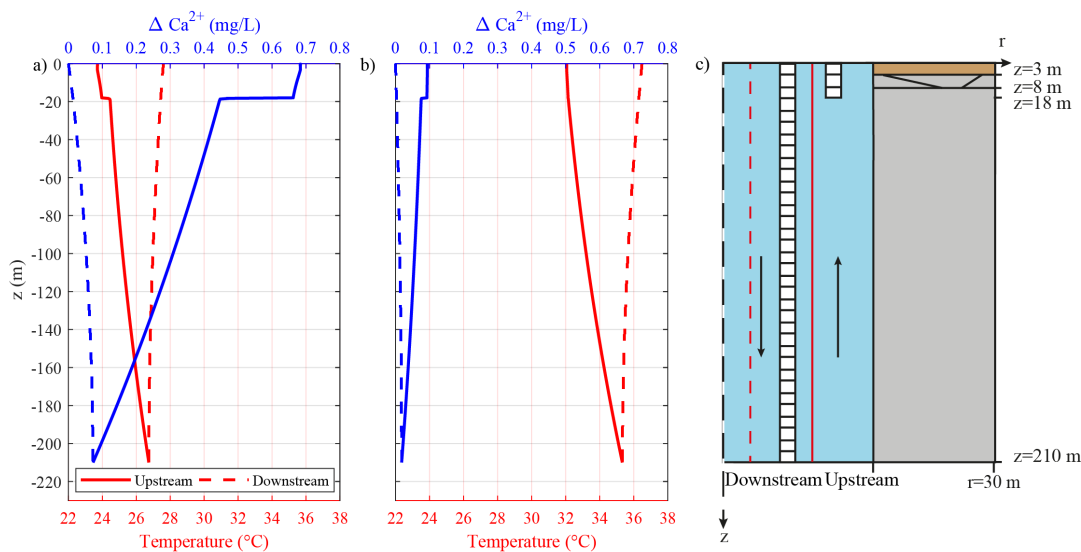 Δ Ca²⁺ (mg/L)
0 0.1 0.2 0.3 0.4 0.5 0.6 0.7 0.8
a)
0
-20
-40
-60
-80
-100
-120
-140
-160
-180
-200
-220
z (m)
Upstream Downstream
22 24 26 28 30 32 34 36 38
Temperature (°C)
Δ Ca²⁺ (mg/L)
0 0.1 0.2 0.3 0.4 0.5 0.6 0.7 0.8
b)
22 24 26 28 30 32 34 36 38
Temperature (°C)
c)
r
z=3 m
z=8 m
z=18 m
z=210 m
Downstream Upstream
r=30 m
z